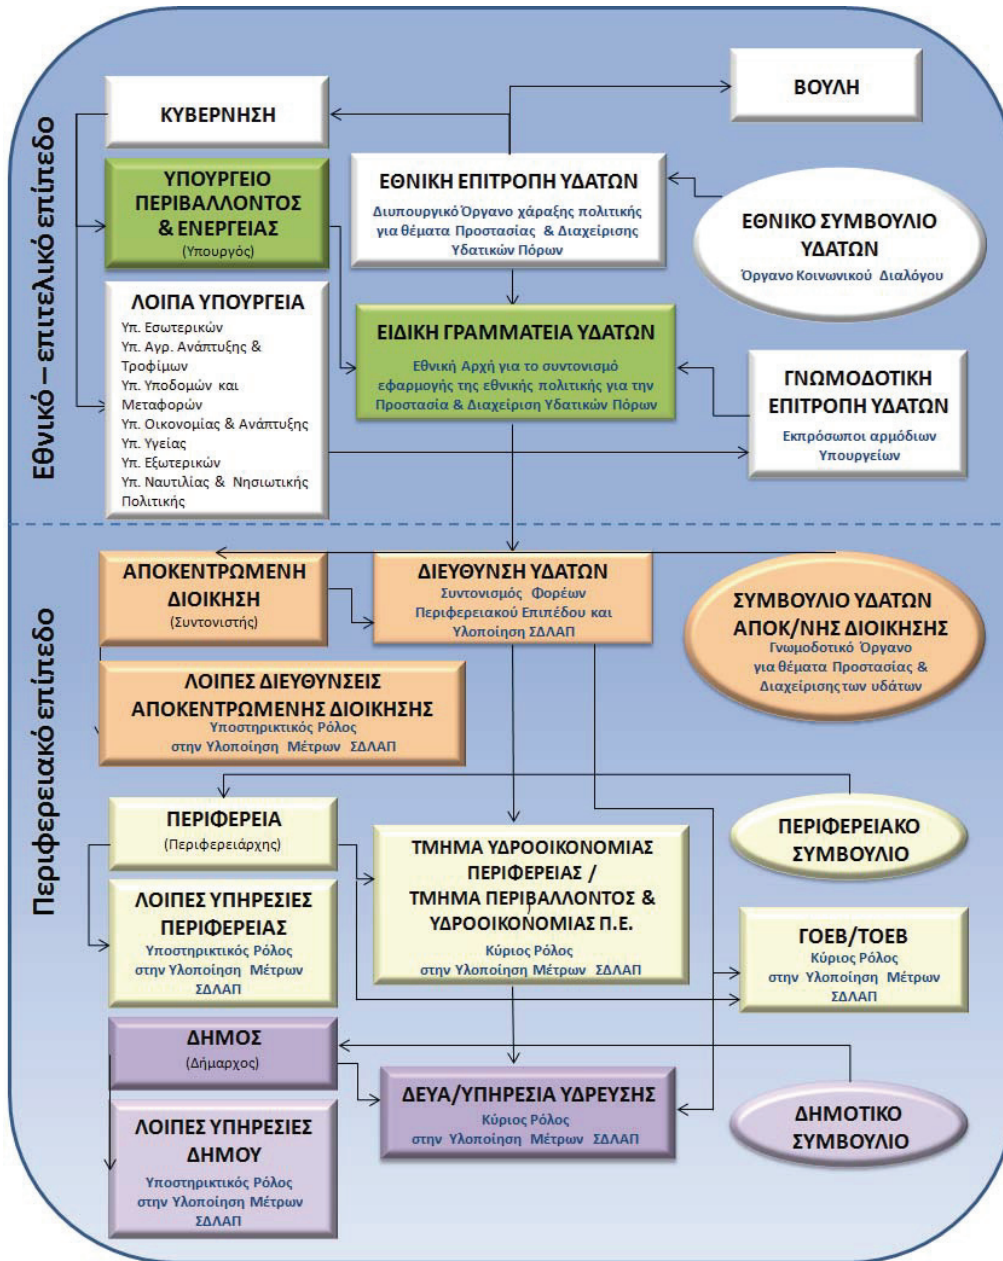 Εθνικό – επιτελικό επίπεδο
ΒΟΥΛΗ
ΚΥΒΕΡΝΗΣΗ
ΥΠΟΥΡΓΕΙΟ
ΠΕΡΙΒΑΛΛΟΝΤΟΣ
& ΕΝΕΡΓΕΙΑΣ
(Υπουργός)
ΕΘΝΙΚΗ ΕΠΙΤΡΟΠΗ ΥΔΑΤΩΝ
Διυπουργικό Όργανο χάραξης πολιτικής
για θέματα Προστασίας & Διαχείρισης
Υδατικών Πόρων
ΕΘΝΙΚΟ ΣΥΜΒΟΥΛΙΟ
ΥΔΑΤΩΝ
Όργανο Κοινωνικού Διαλόγου
ΛΟΙΠΑ ΥΠΟΥΡΓΕΙΑ
Υπ. Εσωτερικών
Υπ. Αγρ. Ανάπτυξης &
Τροφίμων
Υπ. Υποδομών και
Μεταφορών
Υπ. Οικονομίας & Ανάπτυξης
Υπ. Υγείας
Υπ. Εξωτερικών
Υπ. Ναυτιλίας & Νησιωτικής
Πολιτικής
ΕΙΔΙΚΗ ΓΡΑΜΜΑΤΕΙΑ ΥΔΑΤΩΝ
Εθνική Αρχή για το συντονισμό
εφαρμογής της εθνικής πολιτικής για την
Προστασία & Διαχείριση Υδατικών Πόρων
ΓΝΩΜΟΔΟΤΙΚΗ
ΕΠΙΤΡΟΠΗ ΥΔΑΤΩΝ
Εκπρόσωποι αρμόδιων
Υπουργείων
Περιφερειακό επίπεδο
ΑΠΟΚΕΝΤΡΩΜΕΝΗ
ΔΙΟΙΚΗΣΗ
(Συντονιστής)
ΔΙΕΥΘΥΝΣΗ ΥΔΑΤΩΝ
Συντονισμός Φορέων
Περιφερειακού Επιπέδου και
Υλοποίηση ΣΔΛΑΠ
ΣΥΜΒΟΥΛΙΟ ΥΔΑΤΩΝ
ΑΠΟΚ/ΝΗΣ ΔΙΟΙΚΗΣΗΣ
Γνωμοδοτικό Όργανο
για θέματα Προστασίας &
Διαχείρισης των υδάτων
ΛΟΙΠΕΣ ΔΙΕΥΘΥΝΣΕΙΣ
ΑΠΟΚΕΝΤΡΩΜΕΝΗΣ ΔΙΟΙΚΗΣΗΣ
Υποστηρικτικός Ρόλος
στην Υλοποίηση Μέτρων ΣΔΛΑΠ
ΠΕΡΙΦΕΡΕΙΑ
(Περιφερειάρχης)
ΤΜΗΜΑ ΥΔΡΟΟΙΚΟΝΟΜΙΑΣ
ΠΕΡΙΦΕΡΕΙΑΣ /
ΤΜΗΜΑ ΠΕΡΙΒΑΛΛΟΝΤΟΣ &
ΥΔΡΟΟΙΚΟΝΟΜΙΑΣ Π.Ε.
Κύριος Ρόλος
στην Υλοποίηση Μέτρων ΣΔΛΑΠ
ΠΕΡΙΦΕΡΕΙΑΚΟ
ΣΥΜΒΟΥΛΙΟ
ΛΟΙΠΕΣ ΥΠΗΡΕΣΙΕΣ
ΠΕΡΙΦΕΡΕΙΑΣ
Υποστηρικτικός Ρόλος
στην Υλοποίηση Μέτρων
ΣΔΛΑΠ
ΓΟΕΒ/ΤΟΕΒ
Κύριος Ρόλος
στην Υλοποίηση Μέτρων
ΣΔΛΑΠ
ΔΗΜΟΣ
(Δήμαρχος)
ΔΕΥΑ/ΥΠΗΡΕΣΙΑ ΥΔΡΕΥΣΗΣ
Κύριος Ρόλος
στην Υλοποίηση Μέτρων ΣΔΛΑΠ
ΔΗΜΟΤΙΚΟ
ΣΥΜΒΟΥΛΙΟ
ΛΟΙΠΕΣ ΥΠΗΡΕΣΙΕΣ
ΔΗΜΟΥ
Υποστηρικτικός Ρόλος
στην Υλοποίηση Μέτρων
ΣΔΛΑΠ